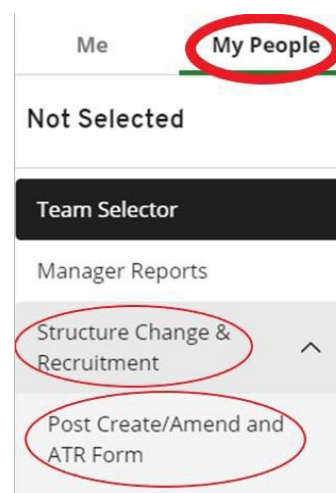 Me My People
Not Selected
Team Selector
Manager Reports
Structure Change &
Recruitment
Post Create/Amend and
ATR Form